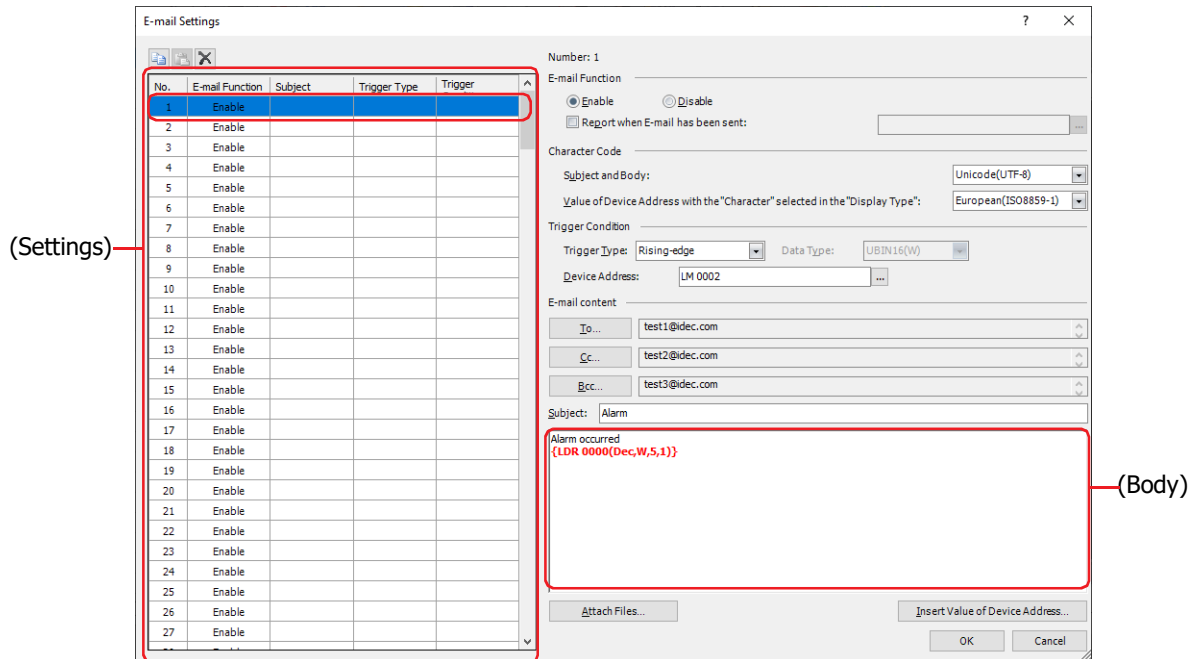 E-mail Settings
?
Number: 1
E-mail Function
No. E-mail Function Subject Trigger Type Trigger
1 Enable
2 Enable
3 Enable
4 Enable
5 Enable
6 Enable
7 Enable
8 Enable
9 Enable
10 Enable
11 Enable
12 Enable
13 Enable
14 Enable
15 Enable
16 Enable
17 Enable
18 Enable
19 Enable
20 Enable
21 Enable
22 Enable
23 Enable
24 Enable
25 Enable
26 Enable
27 Enable
(Settings)
Enable Disable
Report when E-mail has been sent: ...
Character Code
Subject and Body: Unicode(UTF-8)
Value of Device Address with the "Character" selected in the "Display Type": European(ISO8859-1)
Trigger Condition
Trigger Type: Rising-edge Data Type: UBIN16(W)
Device Address: LM 0002 ...
E-mail content
To... test1@idec.com
Cc... test2@idec.com
Bcc... test3@idec.com
Subject: Alarm
Alarm occurred
{LDR 0000(Dec,W,5,1)}
(Body)
Attach Files... Insert Value of Device Address...
OK Cancel